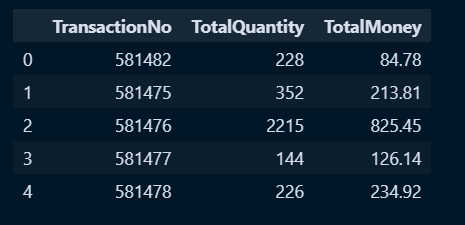 TransactionNo TotalQuantity TotalMoney
0 581482 228 84.78
1 581475 352 213.81
2 581476 2215 825.45
3 581477 144 126.14
4 581478 226 234.92